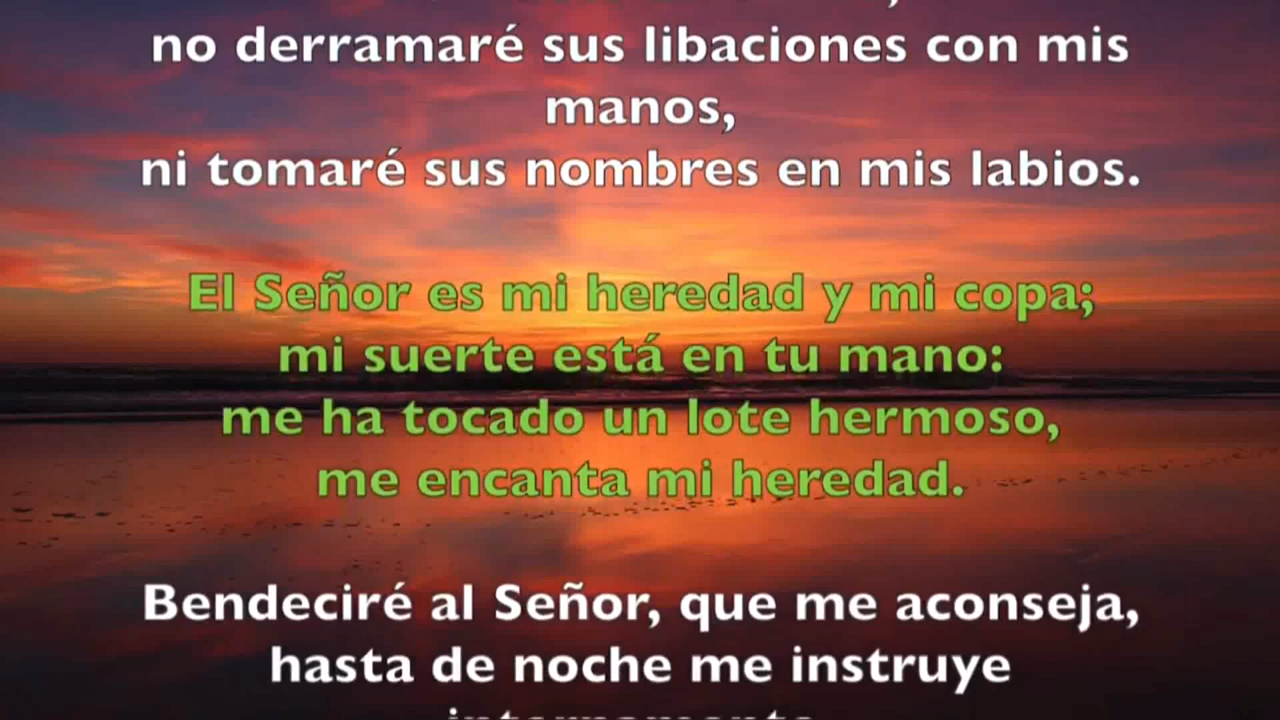 no derramaré sus libaciones con mis
manos,
ni tomaré sus nombres en mis labios.
El Señor es mi heredad y mi copa;
mi suerte está en tu mano:
me ha tocado un lote hermoso,
me encanta mi heredad.
Bendeciré al Señor, que me aconseja,
hasta de noche me instruye